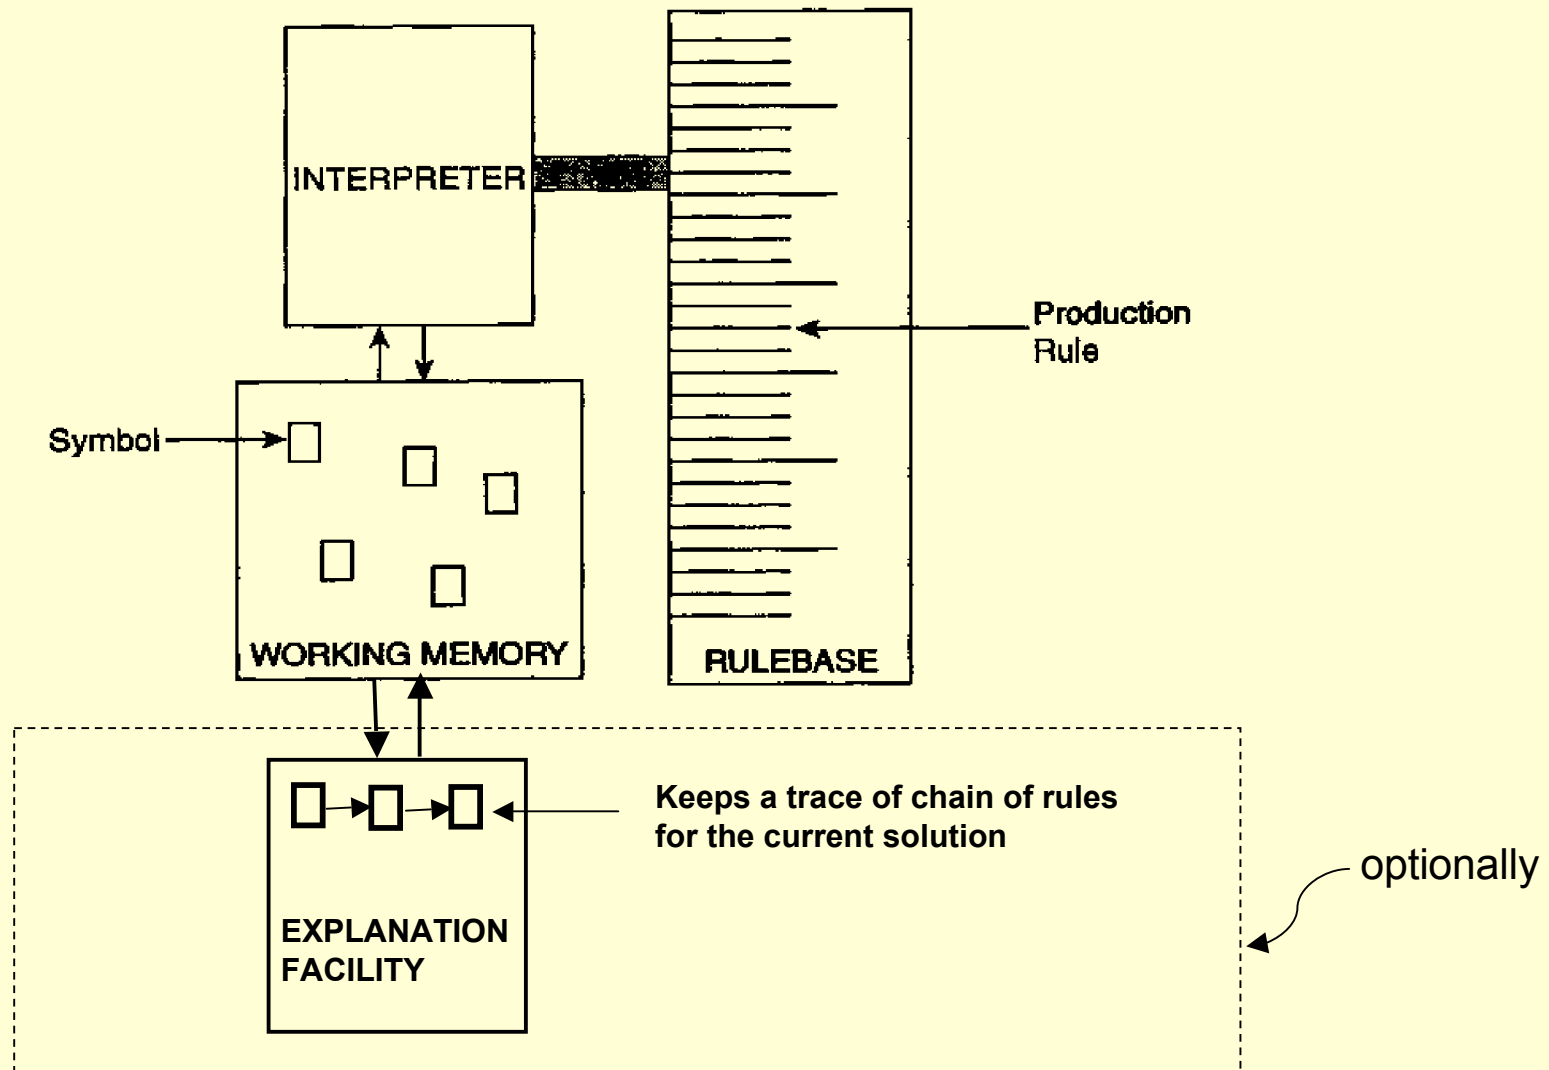 INTERPRETER
Production
Rule
Symbol
WORKING MEMORY
RULEBASE
Keeps a trace of chain of rules
for the current solution
optionally
EXPLANATION
FACILITY